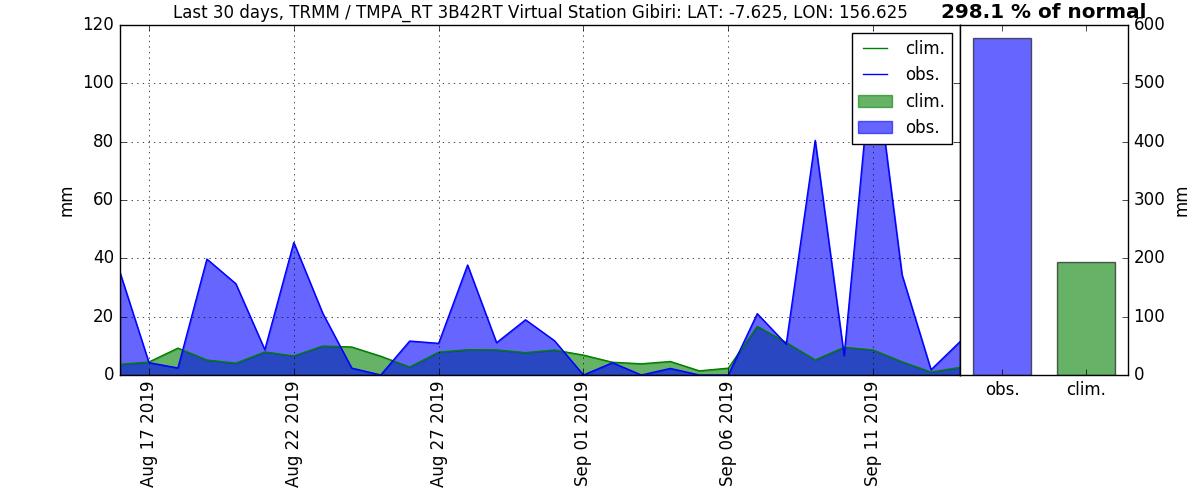 Last 30 days, TRMM / TMPA_RT 3B42RT Virtual Station Gibiri: LAT: -7.625, LON: 156.625
298.1 % of normal
120
100
80
60
40
20
0
mm
clim.
obs.
clim.
obs.
600
500
400
300
200
100
0
mm
Aug 17 2019
Aug 22 2019
Aug 27 2019
Sep 01 2019
Sep 06 2019
Sep 11 2019
obs.
clim.